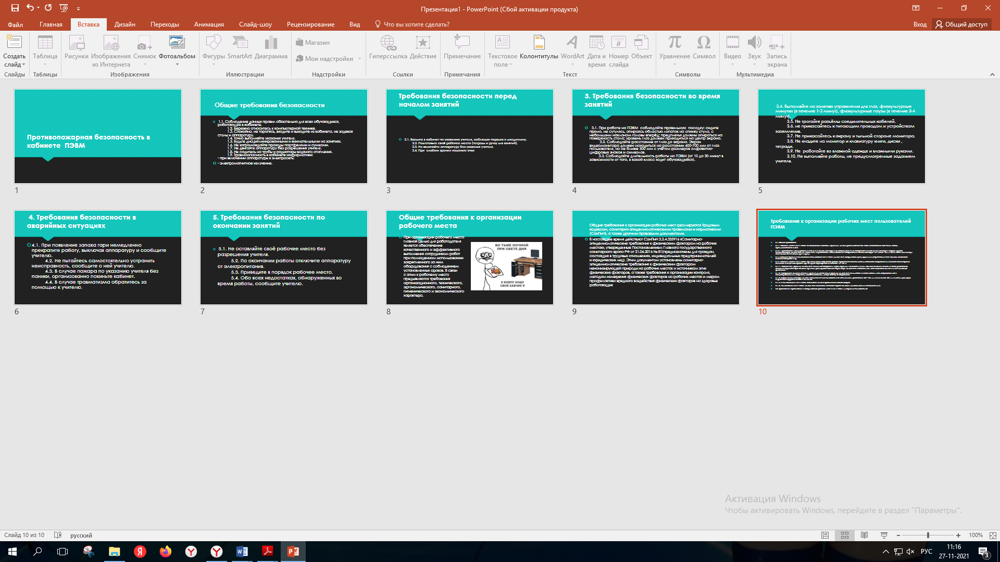 Презентация1 - PowerPoint (Сбой активации продукта)
Файл Главная Вставка Дизайн Переходы Анимация Слайд-шоу Рецензирование Вид Что вы хотите сделать? Вход Общий доступ
Создать слайд
Таблица
Рисунки
Изображения из Интернета
Снимок
Фотоальбом
Фигуры
SmartArt
Диаграмма
Магазин
Мои надстройки
Гиперссылка
Действие
Примечание
Текстовое поле
Колонтитулы
WordArt
Дата и время
Номер слайда
Объект
Уравнение
Символ
Видео
Звук
Запись экрана
Слайды Таблицы Изображения Иллюстрации Надстройки Ссылки Примечания Текст Символы Мультимедиа
Противопожарная безопасность в
кабинете ПЭВМ
1
Общие требования безопасности
1.1. Соблюдение данных правил обязательно для всех обучающихся,
работающих в кабинете.
1.2. Бережно относитесь к компьютерной технике.
1.3. Спокойно, не торопясь, входите и выходите из кабинета, не задевая
столы и аппаратуру.
1.4. Точно выполняйте указания учителя.
1.5. Будьте дисциплинированными и внимательными на занятиях.
1.6. Не загромождайте проходы портфелями и сумками.
1.7. Не двигайте аппаратуру без разрешения учителя.
1.8. Не садитесь на трубы и радиаторы водяного отопления.
1.9. Травмоопасность в кабинете информатики:
- при включении аппаратуры в электросеть;
- электромагнитное излучение.
2
Требования безопасности перед
началом занятий
2.1. Входите в кабинет по указанию учителя, соблюдая порядок и дисциплину.
2.2. Подготовьте своё рабочее место (тетрадь и ручку для занятий).
2.3. Не включайте аппаратуру без указания учителя.
2.4. При слабом зрении наденьте очки
3
3. Требования безопасности во время
занятий
3.1. При работе на ПЭВМ соблюдайте правильную посадку: сидите
прямо, не сутулясь, опираясь областью лопаток на спинку стула, с
небольшим наклоном головы вперёд; предплечья должны опираться на
поверхность стола; уровень глаз должен приходиться на центр экрана.
3.2. Соблюдайте расстояние от глаз до экрана. Экран
видеомонитора должен находиться на расстоянии 600-700 мм от глаз
пользователя, но не ближе 500 мм с учётом размеров алфавитно-
цифровых знаков и символов.
3.3. Соблюдайте длительность работы на ПЭВМ (от 10 до 30 минут в
зависимости от того, в какой класс ходит обучающийся).
4
3.4. Выполняйте на занятиях упражнения для глаз, физкультурные
минутки (в течение 1-2 минут), физкультурные паузы (в течение 3-4
минут).
3.5. Не трогайте разъёмы соединительных кабелей.
3.6. не прикасайтесь к питающим проводам и устройствам
заземления.
3.7. Не прикасайтесь к экрану и тыльной стороне монитора.
3.8. Не кладите на монитор и клавиатуру книги, диски ,
тетради.
3.9. Не работайте во влажной одежде и влажными руками.
3.10. Не выполняйте работы, не предусмотренные заданием
учителя.
5
4. Требования безопасности в
аварийных ситуациях
4.1. При появление запаха гари немедленно
прекратите работу, выключая аппаратуру и сообщите
учителю.
4.2. Не пытайтесь самостоятельно устранить
неисправность, сообщите о ней учителю.
4.3. В случае пожара по указанию учителя без
паники, организованно покиньте кабинет.
4.4. В случае травматизма обратитесь за
помощью к учителю.
6
5. Требования безопасности по
окончании занятий
5.1. Не оставляйте своё рабочее место без
разрешения учителя.
5.2. По окончании работы отключите аппаратуру
от электропитания.
5.3. Приведите в порядок рабочее место.
5.4. Обо всех недостатках, обнаруженных во
время работы, сообщите учителю.
7
Общие требования к организации
рабочего места
При организации рабочего места
главной целью для работодателя
является обеспечение
качественного и эффективного
выполнения сотрудником работ
при полноценном использовании
закрепленного за ним
оборудования с соблюдением
установленных сроков. В связи
с этим к рабочему месту
предъявляются требования
организационного, технического,
эргономического, санитарного,
гигиенического и экономического
характера.
ВО ТЬМЕ НОЧНОЙ
ПРИ СВЕТЕ ДНЯ
К КОМПУ НОШУ
СВОЙ ХАВЧИК Я
8
Общие требования к организации рабочих мест регулируются Трудовым
кодексом, санитарно-эпидемиологическими правилами и нормативами
(СанПиН), а также другими правовыми документами.
В настоящее время действуют СанПиН 2.2.4.335916 «Санитарно-
эпидемиологические требования к физическим факторам на рабочих
местах», утвержденные Постановлением Главного государственного
санитарного врача РФ от 21.06.2016 № 81 (предназначены для граждан,
состоящих в трудовых отношениях, индивидуальных предпринимателей
и юридических лиц). Этим документом установлены санитарно-
эпидемиологические требования к физическим факторам
неионизирующей природы на рабочих местах и источникам этих
физических факторов, а также требования к организации контроля,
методам измерения физических факторов на рабочих местах и мерам
профилактики вредного воздействия физических факторов на здоровье
работающих
9
Требования к организации рабочих мест пользователей
ПЭВМ
10
Активация Windows
Чтобы активировать Windows, перейдите в раздел "Параметры".
Слайд 10 из 10 русский 100%
РУС
11:16
27-11-2021
3